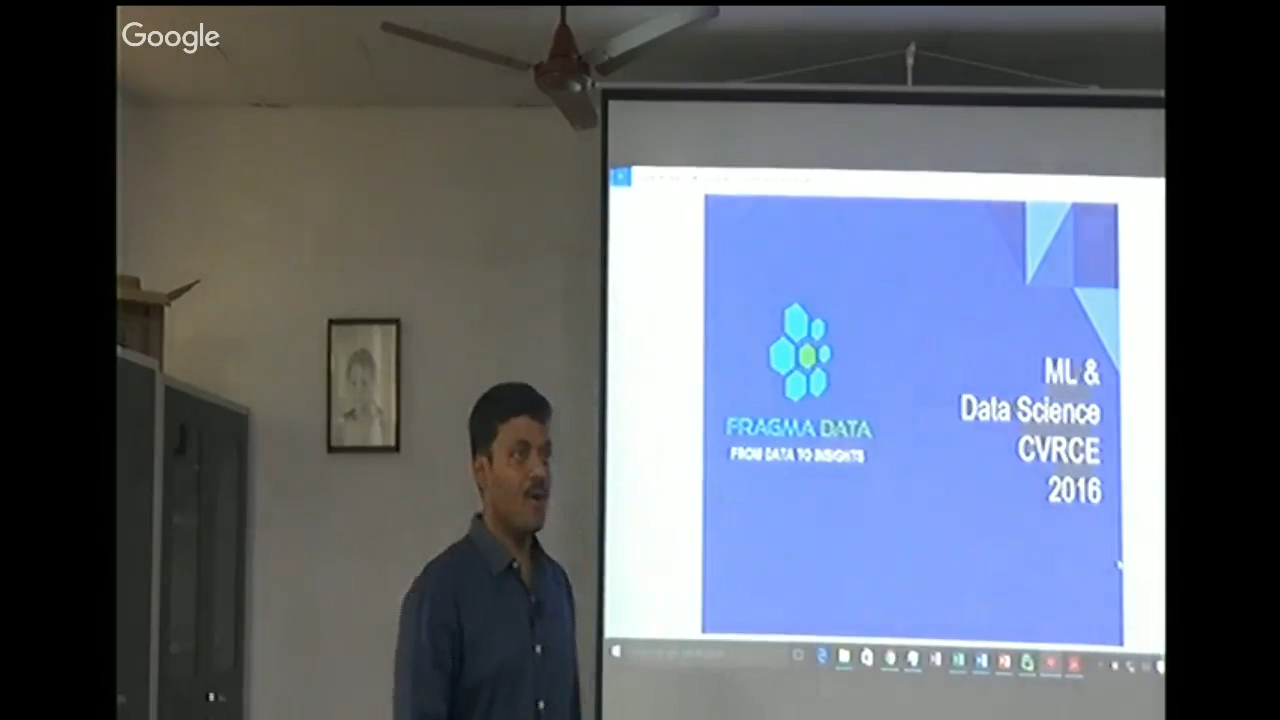 Google
FRAGMA DATA
FROM DATA TO INSIGHTS
ML &
Data Science
CVRCE
2016